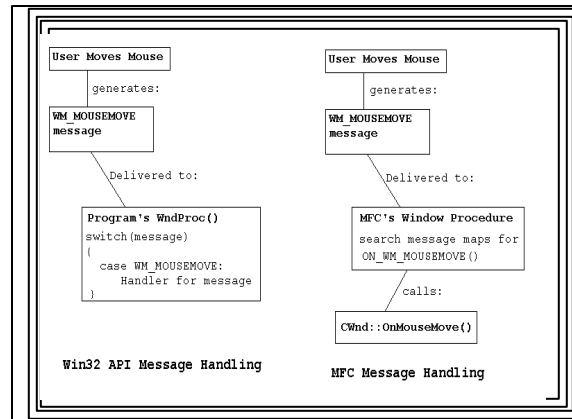 User Moves Mouse
generates:
WM_MOUSEMOVE
message
Delivered to:
Program's WndProc()
switch(message)
{
case WM_MOUSEMOVE:
Handler for message
}
Win32 API Message Handling
User Moves Mouse
generates:
WM_MOUSEMOVE
message
Delivered to:
MFC's Window Procedure
search message maps for
ON_WM_MOUSEMOVE()
calls:
CWnd::OnMouseMove()
MFC Message Handling